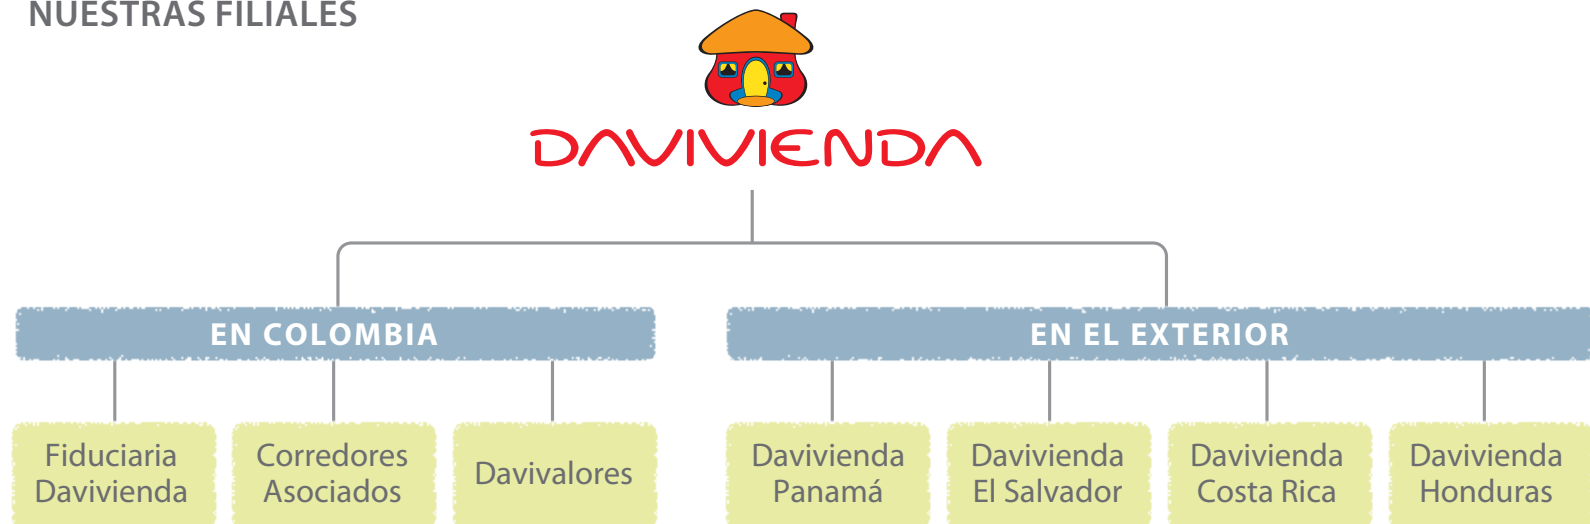 NUESTRAS FILIALES
DAVIVIENDA
EN COLOMBIA
EN EL EXTERIOR
Fiduciaria
Davivienda
Corredores
Asociados
Davivalores
Davivienda
Panamá
Davivienda
El Salvador
Davivienda
Costa Rica
Davivienda
Honduras